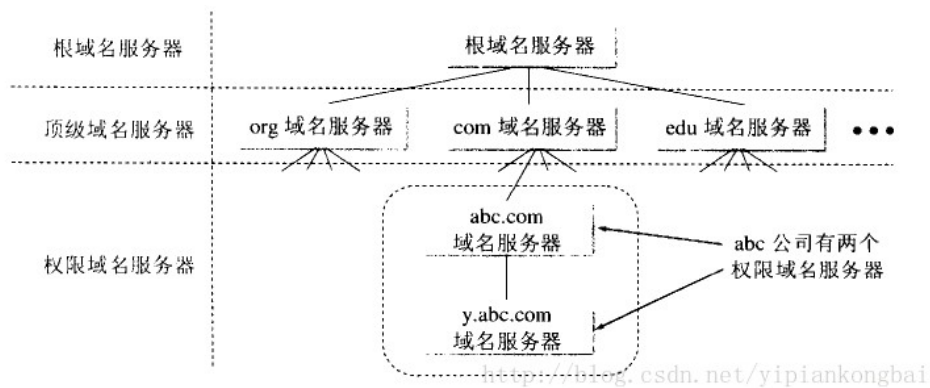 根域名服务器
根域名服务器
顶级域名服务器
org 域名服务器
com 域名服务器
edu 域名服务器
•••
权限域名服务器
abc.com
域名服务器
abc 公司有两个
权限域名服务器
y.abc.com
域名服务器
http://blog.csdn.net/yipiankongbai